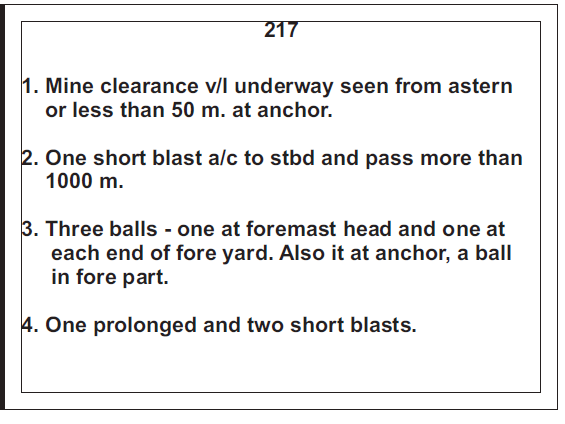 217
1. Mine clearance v/l underway seen from astern
or less than 50 m. at anchor.
2. One short blast a/c to stbd and pass more than
1000 m.
3. Three balls - one at foremast head and one at
each end of fore yard. Also it at anchor, a ball
in fore part.
4. One prolonged and two short blasts.